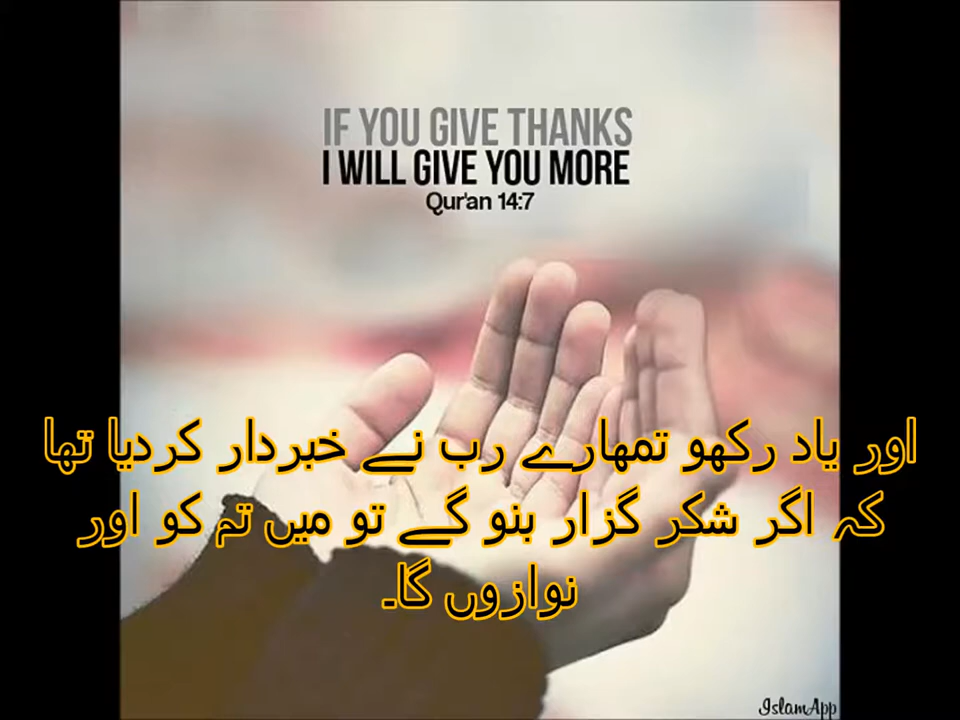 IF YOU GIVE THANKS
I WILL GIVE YOU MORE
Qur'an 14:7
اور یاد رکھو تمھارے رب نے خبردار کردیا تھا
کہ اگر شکر گزار بنو گے تو میں تم کو اور
نوازوں گا۔
IslamApp